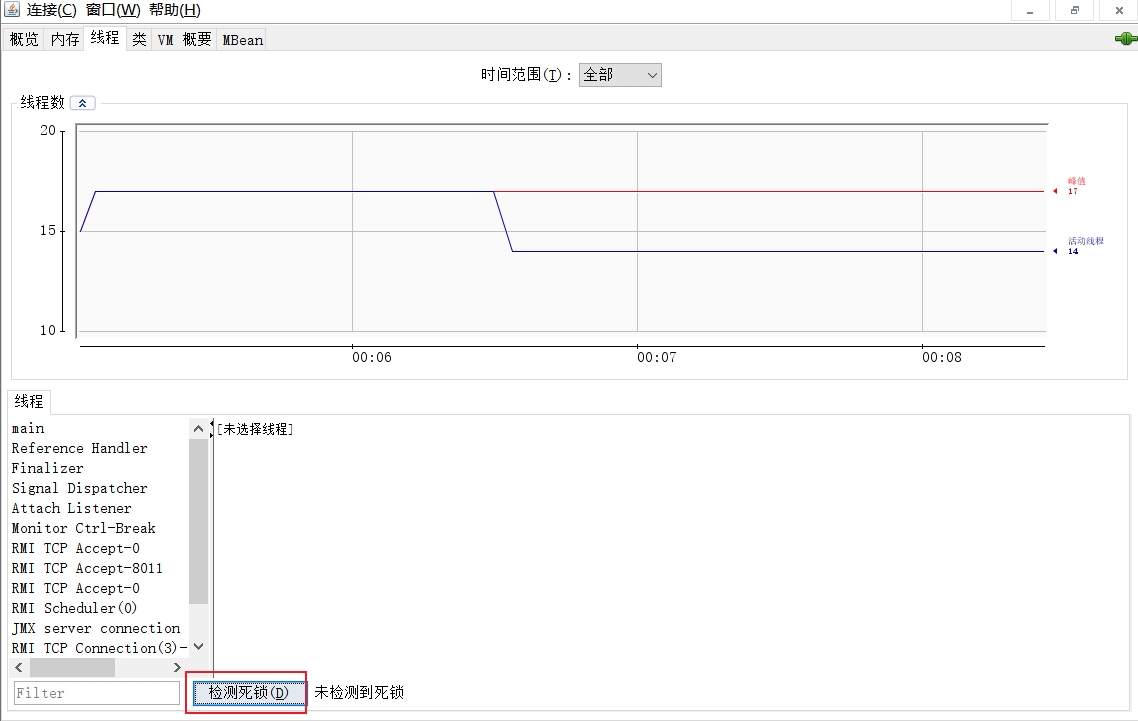 连接(C) 窗口(W) 帮助(H)
概览 内存 线程 类 VM 概要 MBean
时间范围(T): 全部
线程数
20
峰值
17
15
活动线程
14
10
00:06 00:07 00:08
线程
main
[未选择线程]
Reference Handler
Finalizer
Signal Dispatcher
Attach Listener
Monitor Ctrl-Break
RMI TCP Accept-0
RMI TCP Accept-8011
RMI TCP Accept-0
RMI Scheduler(0)
JMX server connection
RMI TCP Connection(3)-
Filter 检测死锁(D) 未检测到死锁